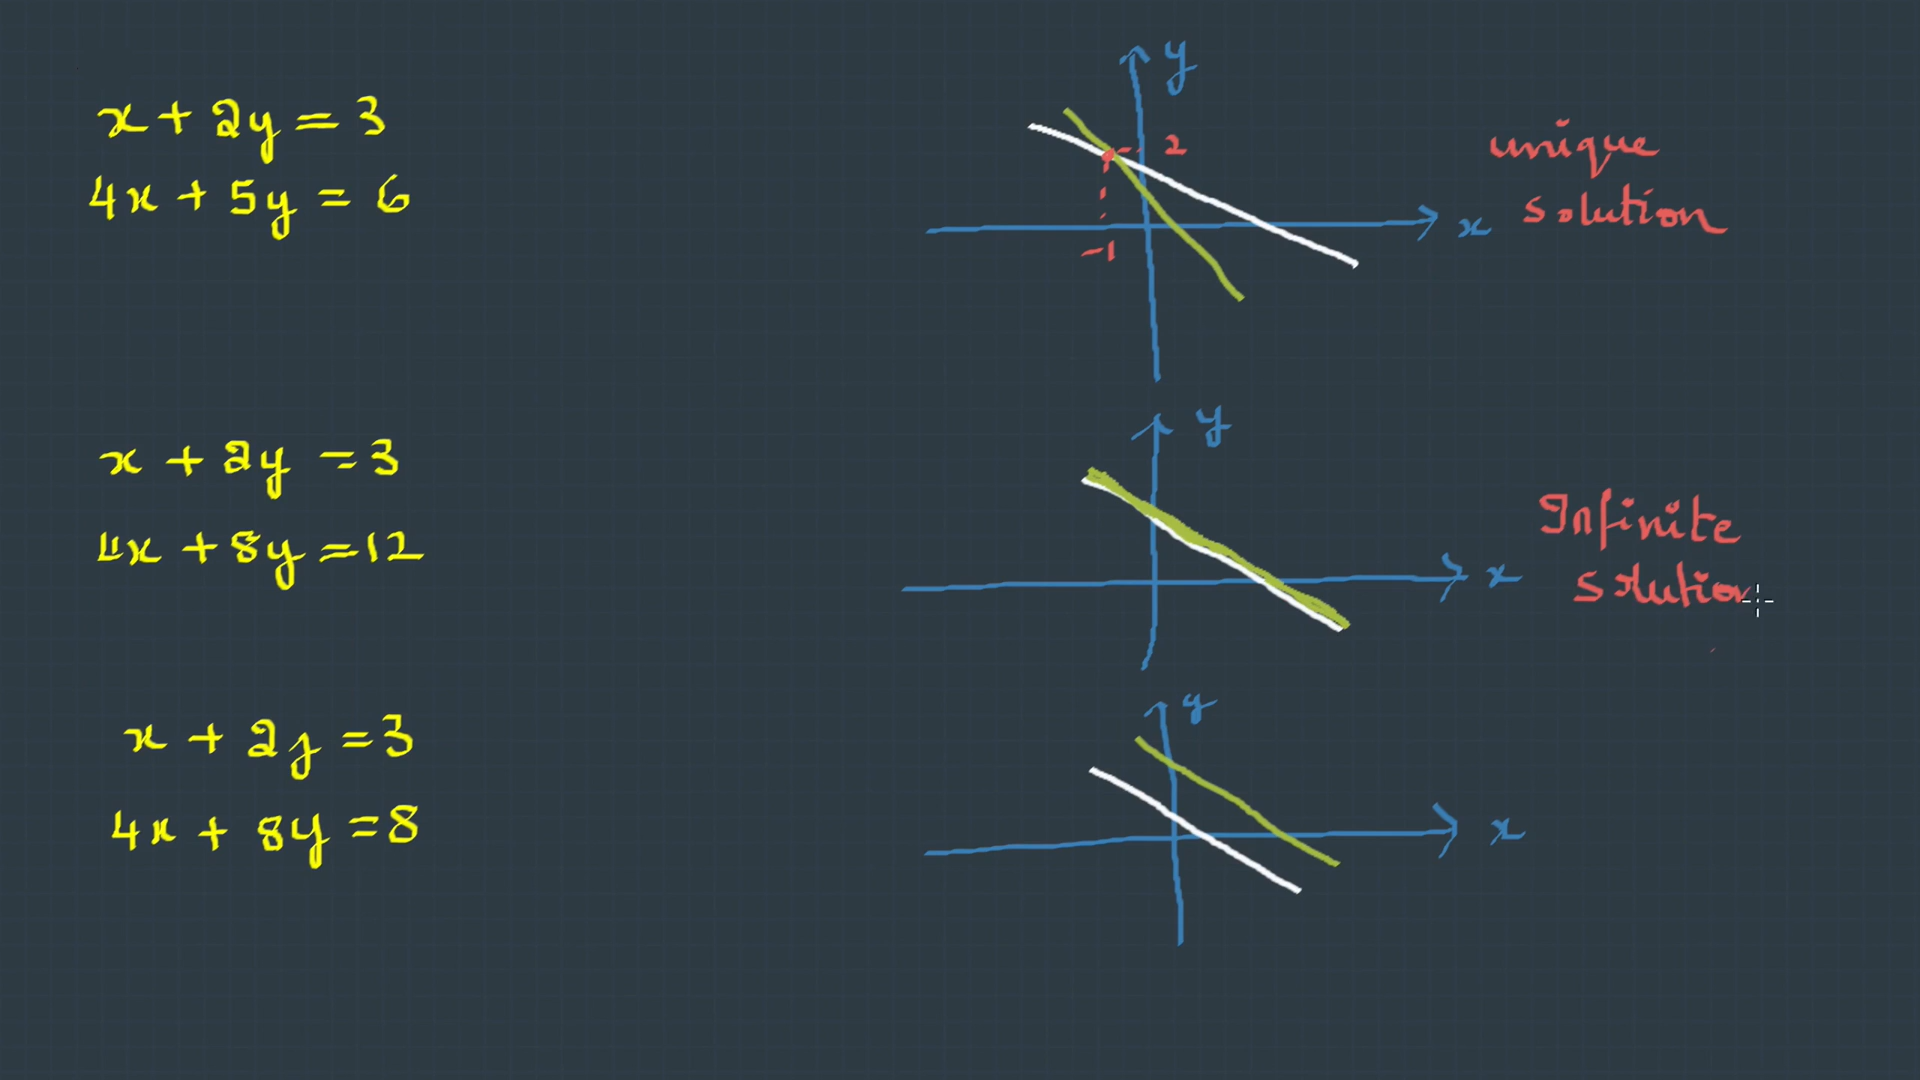 x + 2y = 3
4x + 5y = 6
y
2
x
-1
unique
solution
x + 2y = 3
4x + 8y = 12
y
x
Infinite
solution
x + 2y = 3
4x + 8y = 8
y
x